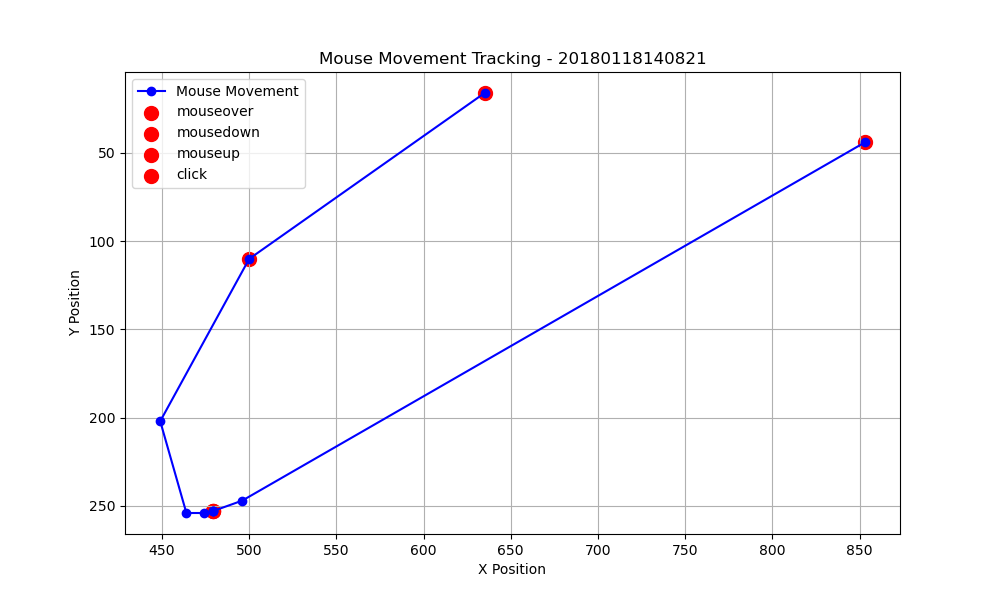 Mouse Movement Tracking - 20180118140821
Mouse Movement
mouseover
mousedown
mouseup
click
50
100
150
200
250
Y Position
450 500 550 600 650 700 750 800 850
X Position